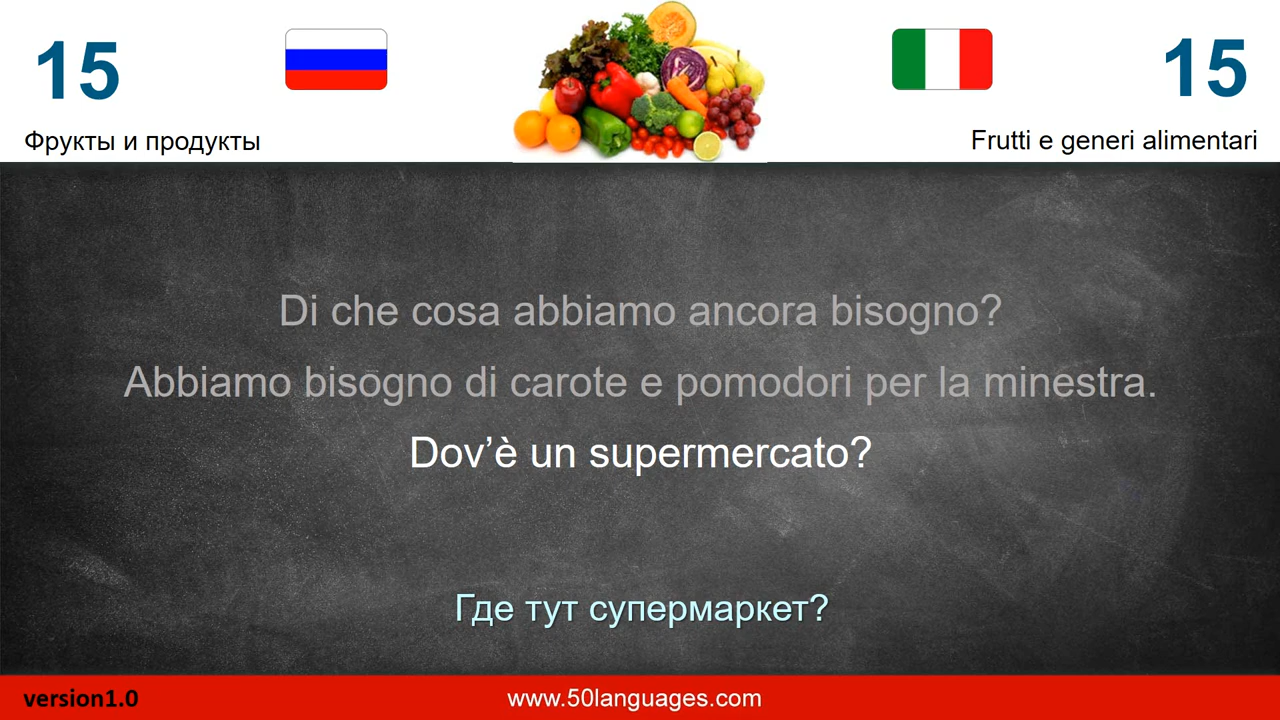 15
15
Фрукты и продукты
Frutti e generi alimentari
Di che cosa abbiamo ancora bisogno?
Abbiamo bisogno di carote e pomodori per la minestra.
Dov’è un supermercato?
Где тут супермаркет?
version1.0
www.50languages.com